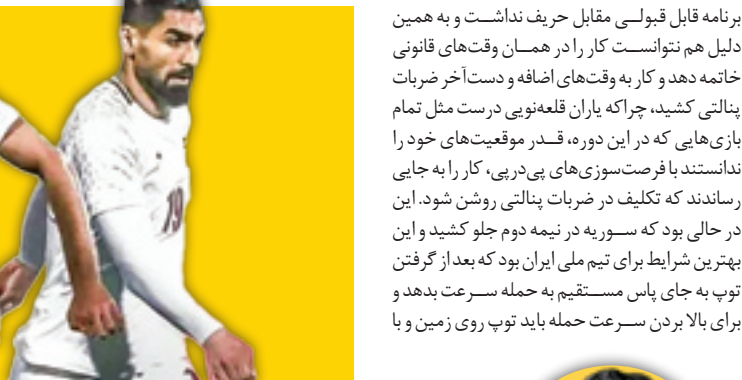 برنامه قابل قبولی مقابل حریف نداشت و به همین
دلیل هم نتوانست کار را در همان وقت‌های قانونی
خاتمه دهد و کار به وقت‌های اضافه و دست‌آخر ضربات
پنالتی کشید، چراکه یاران قلعه‌نویی درست مثل تمام
بازی‌هایی که در این دوره، قدر موقعیت‌های خود را
ندانستند با فرصت‌سوزی‌های پی‌در‌پی، کار را به جایی
رساندند که تکلیف در ضربات پنالتی روشن شود. این
در حالی بود که سوریه در نیمه دوم جلو کشید و این
بهترین شرایط برای تیم ملی ایران بود که بعد از گرفتن
توپ به جای پاس مستقیم به حمله سرعت بدهد و
برای بالا بردن سرعت حمله باید توپ روی زمین و با
19